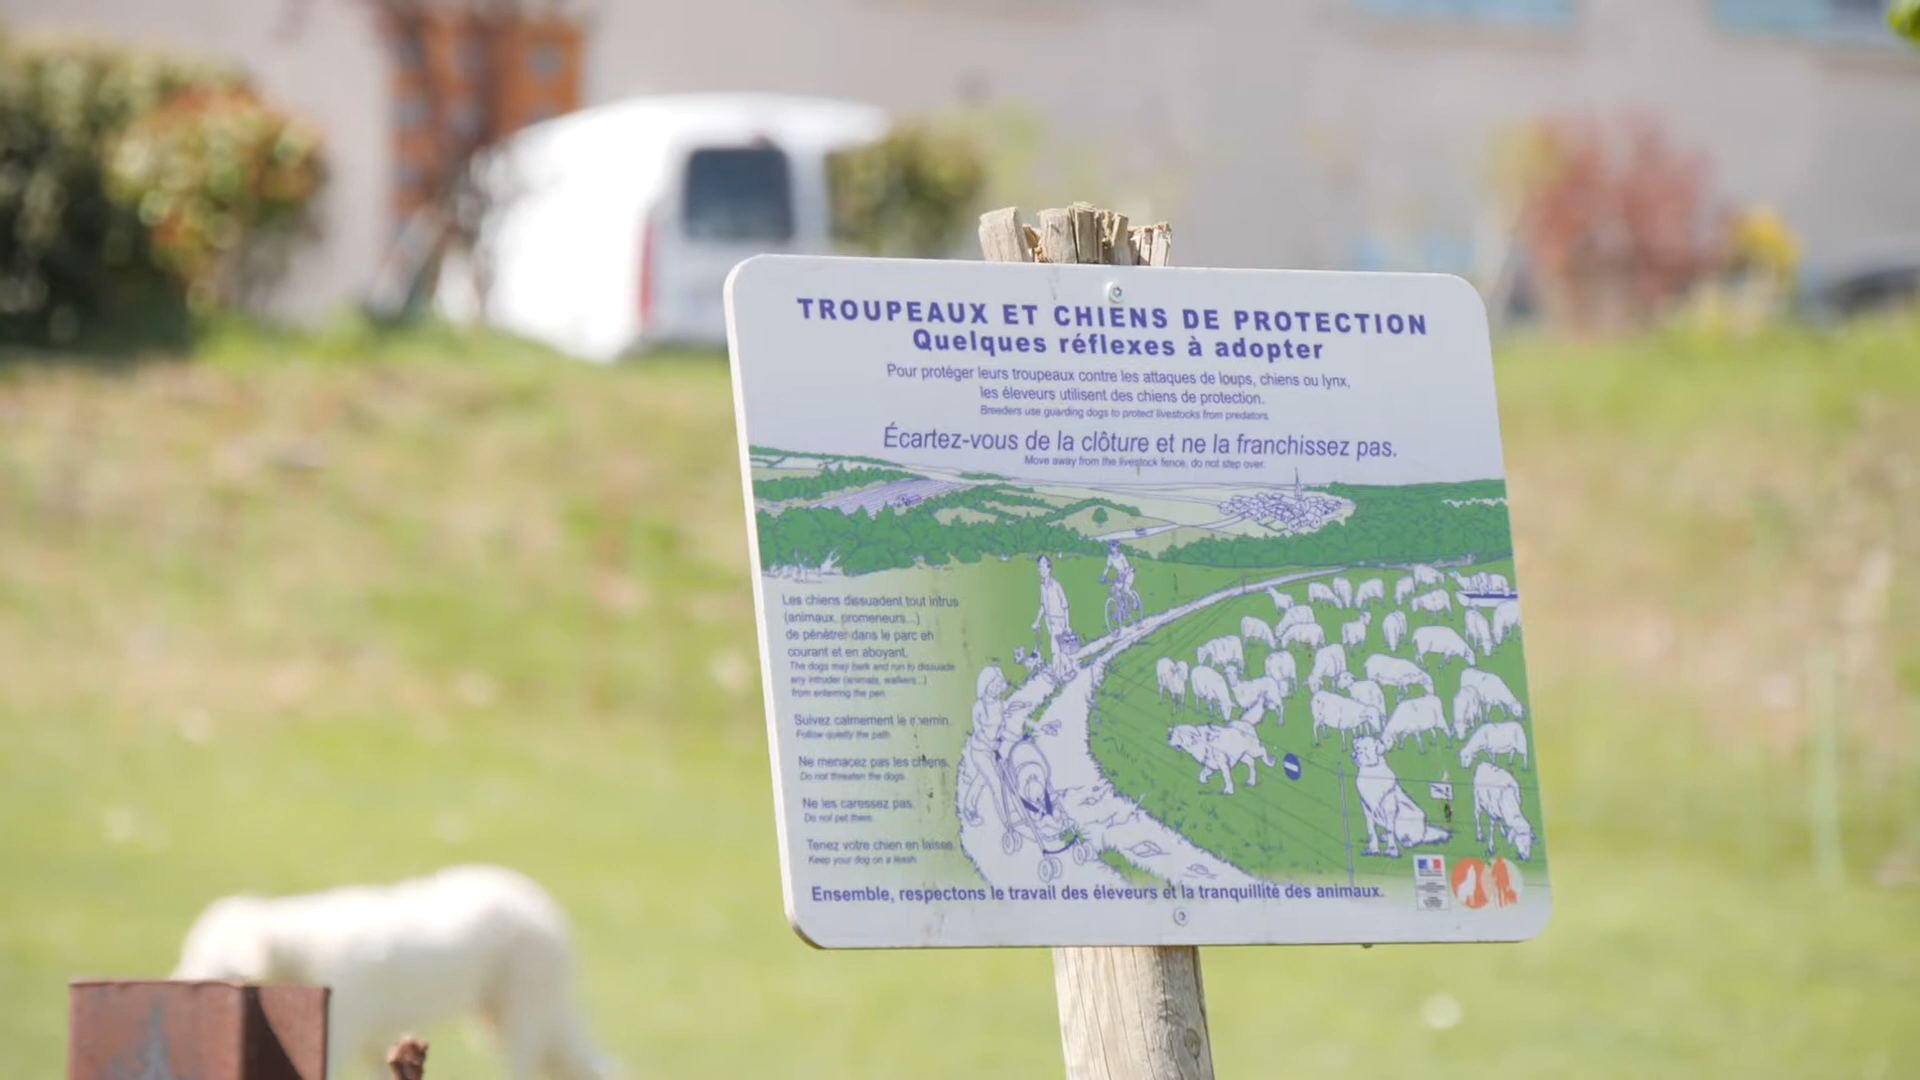 TROUPEAUX ET CHIENS DE PROTECTION
Quelques réflexes à adopter
Pour protéger leurs troupeaux contre les attaques de loups, chiens ou lynx,
les éleveurs utilisent des chiens de protection.
Breeders use guarding dogs to protect livestocks from predators.
Écartez-vous de la clôture et ne la franchissez pas.
Move away from the livestock fence, do not step over.
Les chiens dissuadent tout intrus
(animaux, promeneurs...)
de pénétrer dans le parc en
courant et en aboyant.
The dogs may bark and run to dissuade
any intruder (animals, walkers...)
from entering the pen.
Suivez calmement le chemin.
Follow quietly the path.
Ne menacez pas les chiens.
Do not threaten the dogs.
Ne les caressez pas.
Do not pet them.
Tenez votre chien en laisse.
Keep your dog on a leash.
Ensemble, respectons le travail des éleveurs et la tranquillité des animaux.